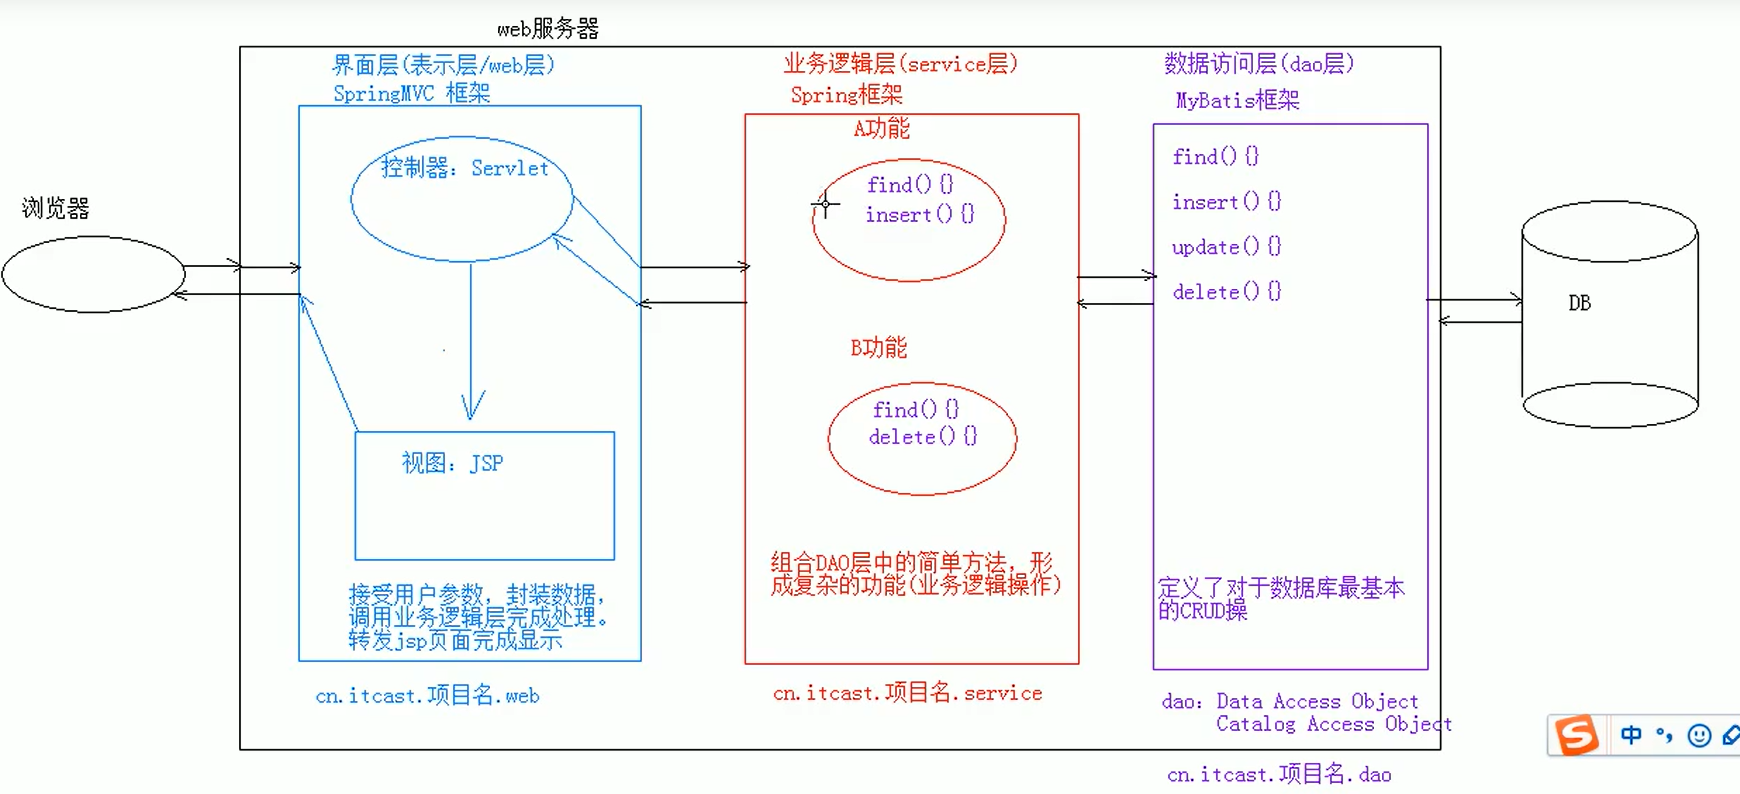 web服务器
界面层(表示层/web层)
SpringMVC 框架
控制器：Servlet
视图：JSP
接受用户参数，封装数据，
调用业务逻辑层完成处理。
转发jsp页面完成显示
cn.itcast.项目名.web
浏览器
业务逻辑层(service层)
Spring框架
A功能
find(){}
insert(){}
B功能
find(){}
delete(){}
组合DAO层中的简单方法，形
成复杂的功能(业务逻辑操作)
cn.itcast.项目名.service
数据访问层(dao层)
MyBatis框架
find(){}
insert(){}
update(){}
delete(){}
定义了对于数据库最基本
的CRUD操
dao：Data Access Object
Catalog Access Object
cn.itcast.项目名.dao
DB
S 中 °，